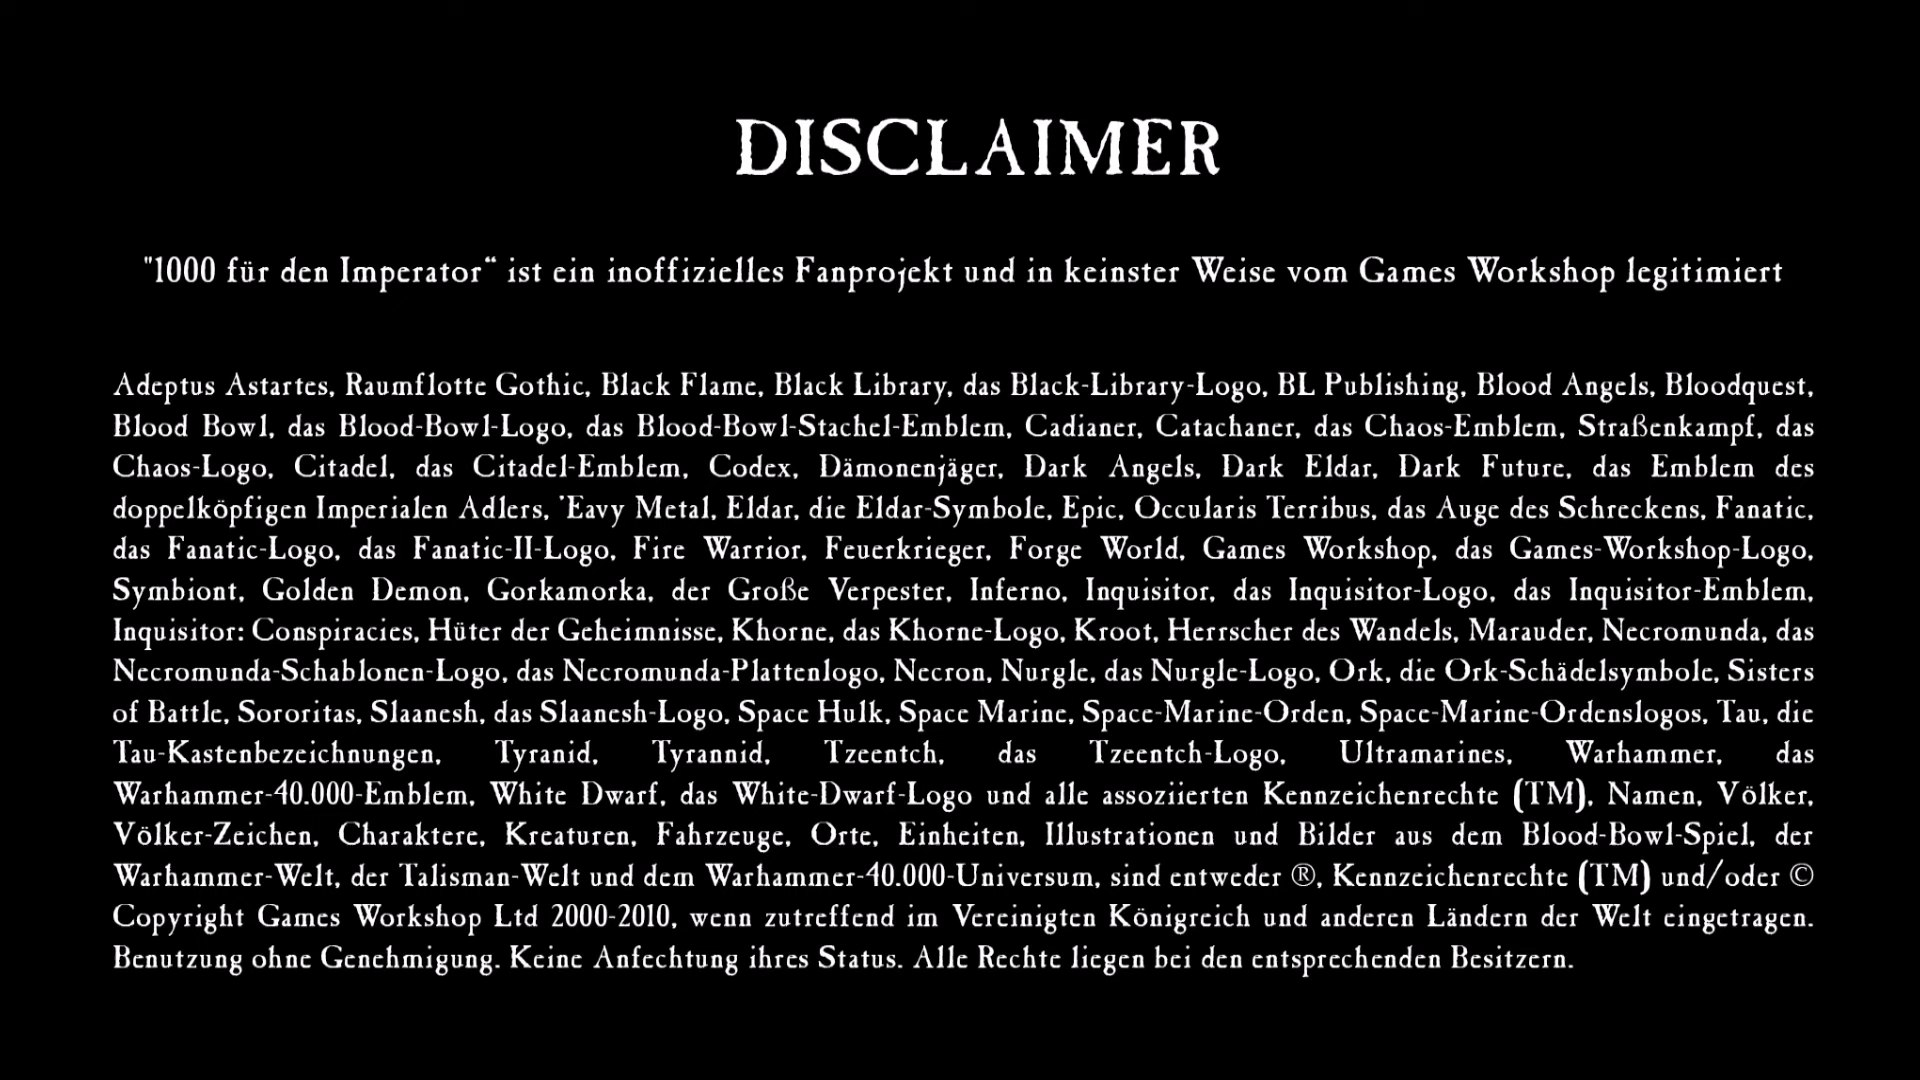 DISCLAIMER
"1000 für den Imperator“ ist ein inoffizielles Fanprojekt und in keinster Weise vom Games Workshop legitimiert
Adeptus Astartes, Raumflotte Gothic, Black Flame, Black Library, das Black-Library-Logo, BL Publishing, Blood Angels, Bloodquest,
Blood Bowl, das Blood-Bowl-Logo, das Blood-Bowl-Stachel-Emblem, Cadianer, Catachaner, das Chaos-Emblem, Straßenkampf, das
Chaos-Logo, Citadel, das Citadel-Emblem, Codex, Dämonenjäger, Dark Angels, Dark Eldar, Dark Future, das Emblem des
doppelköpfigen Imperialen Adlers, 'Eavy Metal, Eldar, die Eldar-Symbole, Epic, Occularis Terribus, das Auge des Schreckens, Fanatic,
das Fanatic-Logo, das Fanatic-II-Logo, Fire Warrior, Feuerkrieger, Forge World, Games Workshop, das Games-Workshop-Logo,
Symbiont, Golden Demon, Gorkamorka, der Große Verpester, Inferno, Inquisitor, das Inquisitor-Logo, das Inquisitor-Emblem,
Inquisitor: Conspiracies, Hüter der Geheimnisse, Khorne, das Khorne-Logo, Kroot, Herrscher des Wandels, Marauder, Necromunda, das
Necromunda-Schablonen-Logo, das Necromunda-Plattenlogo, Necron, Nurgle, das Nurgle-Logo, Ork, die Ork-Schädelsymbole, Sisters
of Battle, Sororitas, Slaanesh, das Slaanesh-Logo, Space Hulk, Space Marine, Space-Marine-Orden, Space-Marine-Ordenslogos, Tau, die
Tau-Kastenbezeichnungen, Tyranid, Tyrannid, Tzeentch, das Tzeentch-Logo, Ultramarines, Warhammer, das
Warhammer-40.000-Emblem, White Dwarf, das White-Dwarf-Logo und alle assoziierten Kennzeichenrechte (TM), Namen, Völker,
Völker-Zeichen, Charaktere, Kreaturen, Fahrzeuge, Orte, Einheiten, Illustrationen und Bilder aus dem Blood-Bowl-Spiel, der
Warhammer-Welt, der Talisman-Welt und dem Warhammer-40.000-Universum, sind entweder ®, Kennzeichenrechte (TM) und/oder ©
Copyright Games Workshop Ltd 2000-2010, wenn zutreffend im Vereinigten Königreich und anderen Ländern der Welt eingetragen.
Benutzung ohne Genehmigung. Keine Anfechtung ihres Status. Alle Rechte liegen bei den entsprechenden Besitzern.